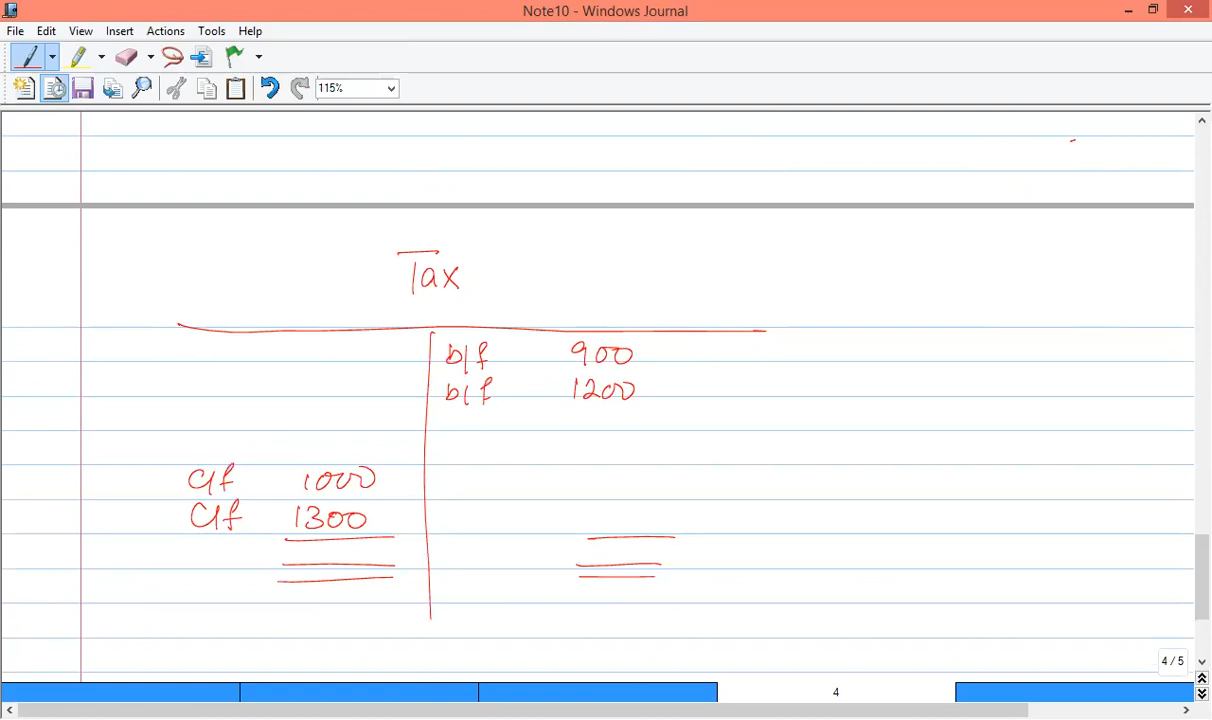 Note10 - Windows Journal
File Edit View Insert Actions Tools Help
115%
Tax
b/f 900
b/f 1200
c/f 1000
c/f 1300
4 / 5
4